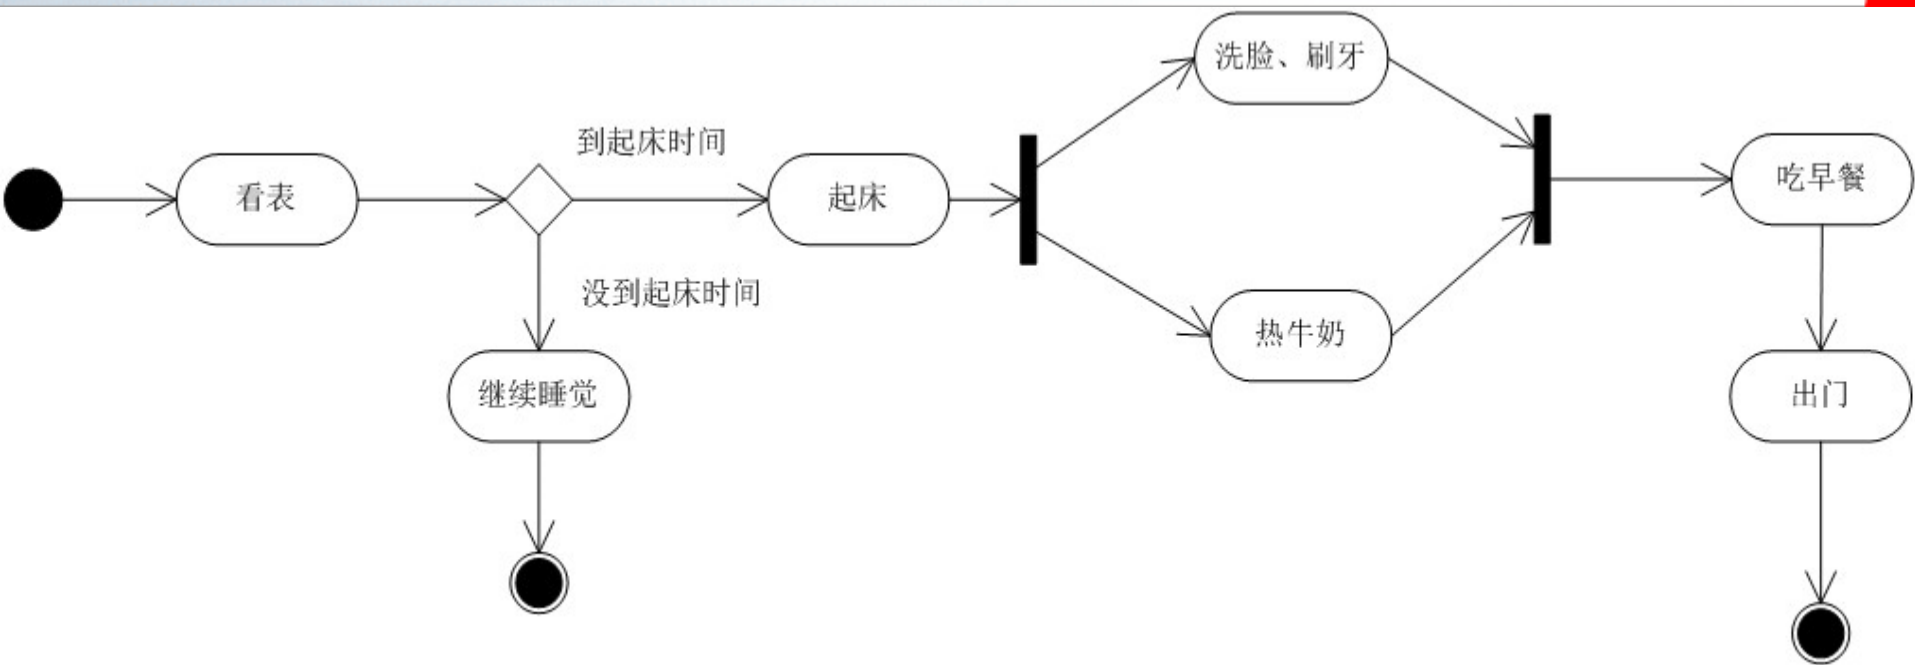 洗脸、刷牙
到起床时间
看表
起床
吃早餐
没到起床时间
热牛奶
继续睡觉
出门